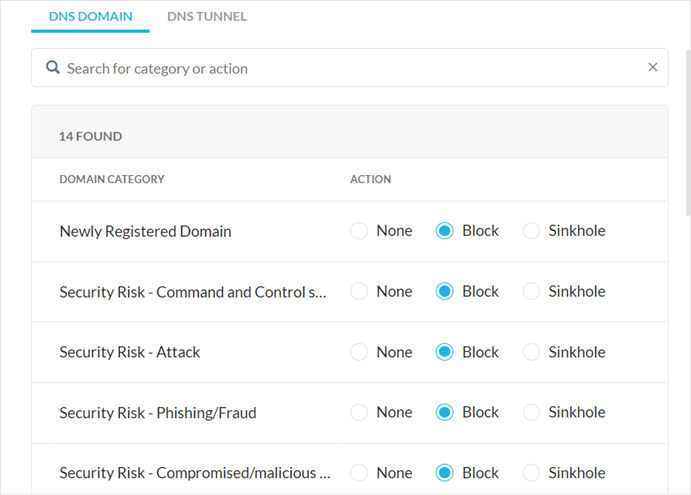 DNS DOMAIN DNS TUNNEL
Search for category or action
14 FOUND
DOMAIN CATEGORY ACTION
Newly Registered Domain None Block Sinkhole
Security Risk - Command and Control s... None Block Sinkhole
Security Risk - Attack None Block Sinkhole
Security Risk - Phishing/Fraud None Block Sinkhole
Security Risk - Compromised/malicious ... None Block Sinkhole